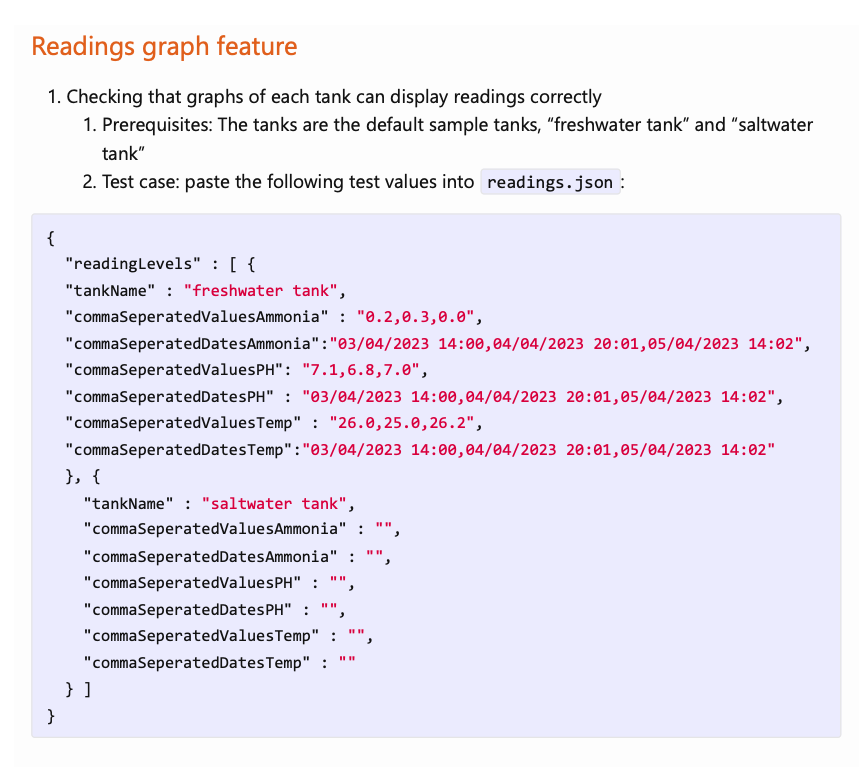 Readings graph feature
1. Checking that graphs of each tank can display readings correctly
1. Prerequisites: The tanks are the default sample tanks, “freshwater tank” and “saltwater
tank”
2. Test case: paste the following test values into readings.json:
{
  "readingLevels" : [ {
  "tankName" : "freshwater tank",
  "commaSeperatedValuesAmmonia" : "0.2,0.3,0.0",
  "commaSeperatedDatesAmmonia":"03/04/2023 14:00,04/04/2023 20:01,05/04/2023 14:02",
  "commaSeperatedValuesPH": "7.1,6.8,7.0",
  "commaSeperatedDatesPH" : "03/04/2023 14:00,04/04/2023 20:01,05/04/2023 14:02",
  "commaSeperatedValuesTemp" : "26.0,25.0,26.2",
  "commaSeperatedDatesTemp":"03/04/2023 14:00,04/04/2023 20:01,05/04/2023 14:02"
  }, {
    "tankName" : "saltwater tank",
    "commaSeperatedValuesAmmonia" : "",
    "commaSeperatedDatesAmmonia" : "",
    "commaSeperatedValuesPH" : "",
    "commaSeperatedDatesPH" : "",
    "commaSeperatedValuesTemp" : "",
    "commaSeperatedDatesTemp" : ""
  } ]
}